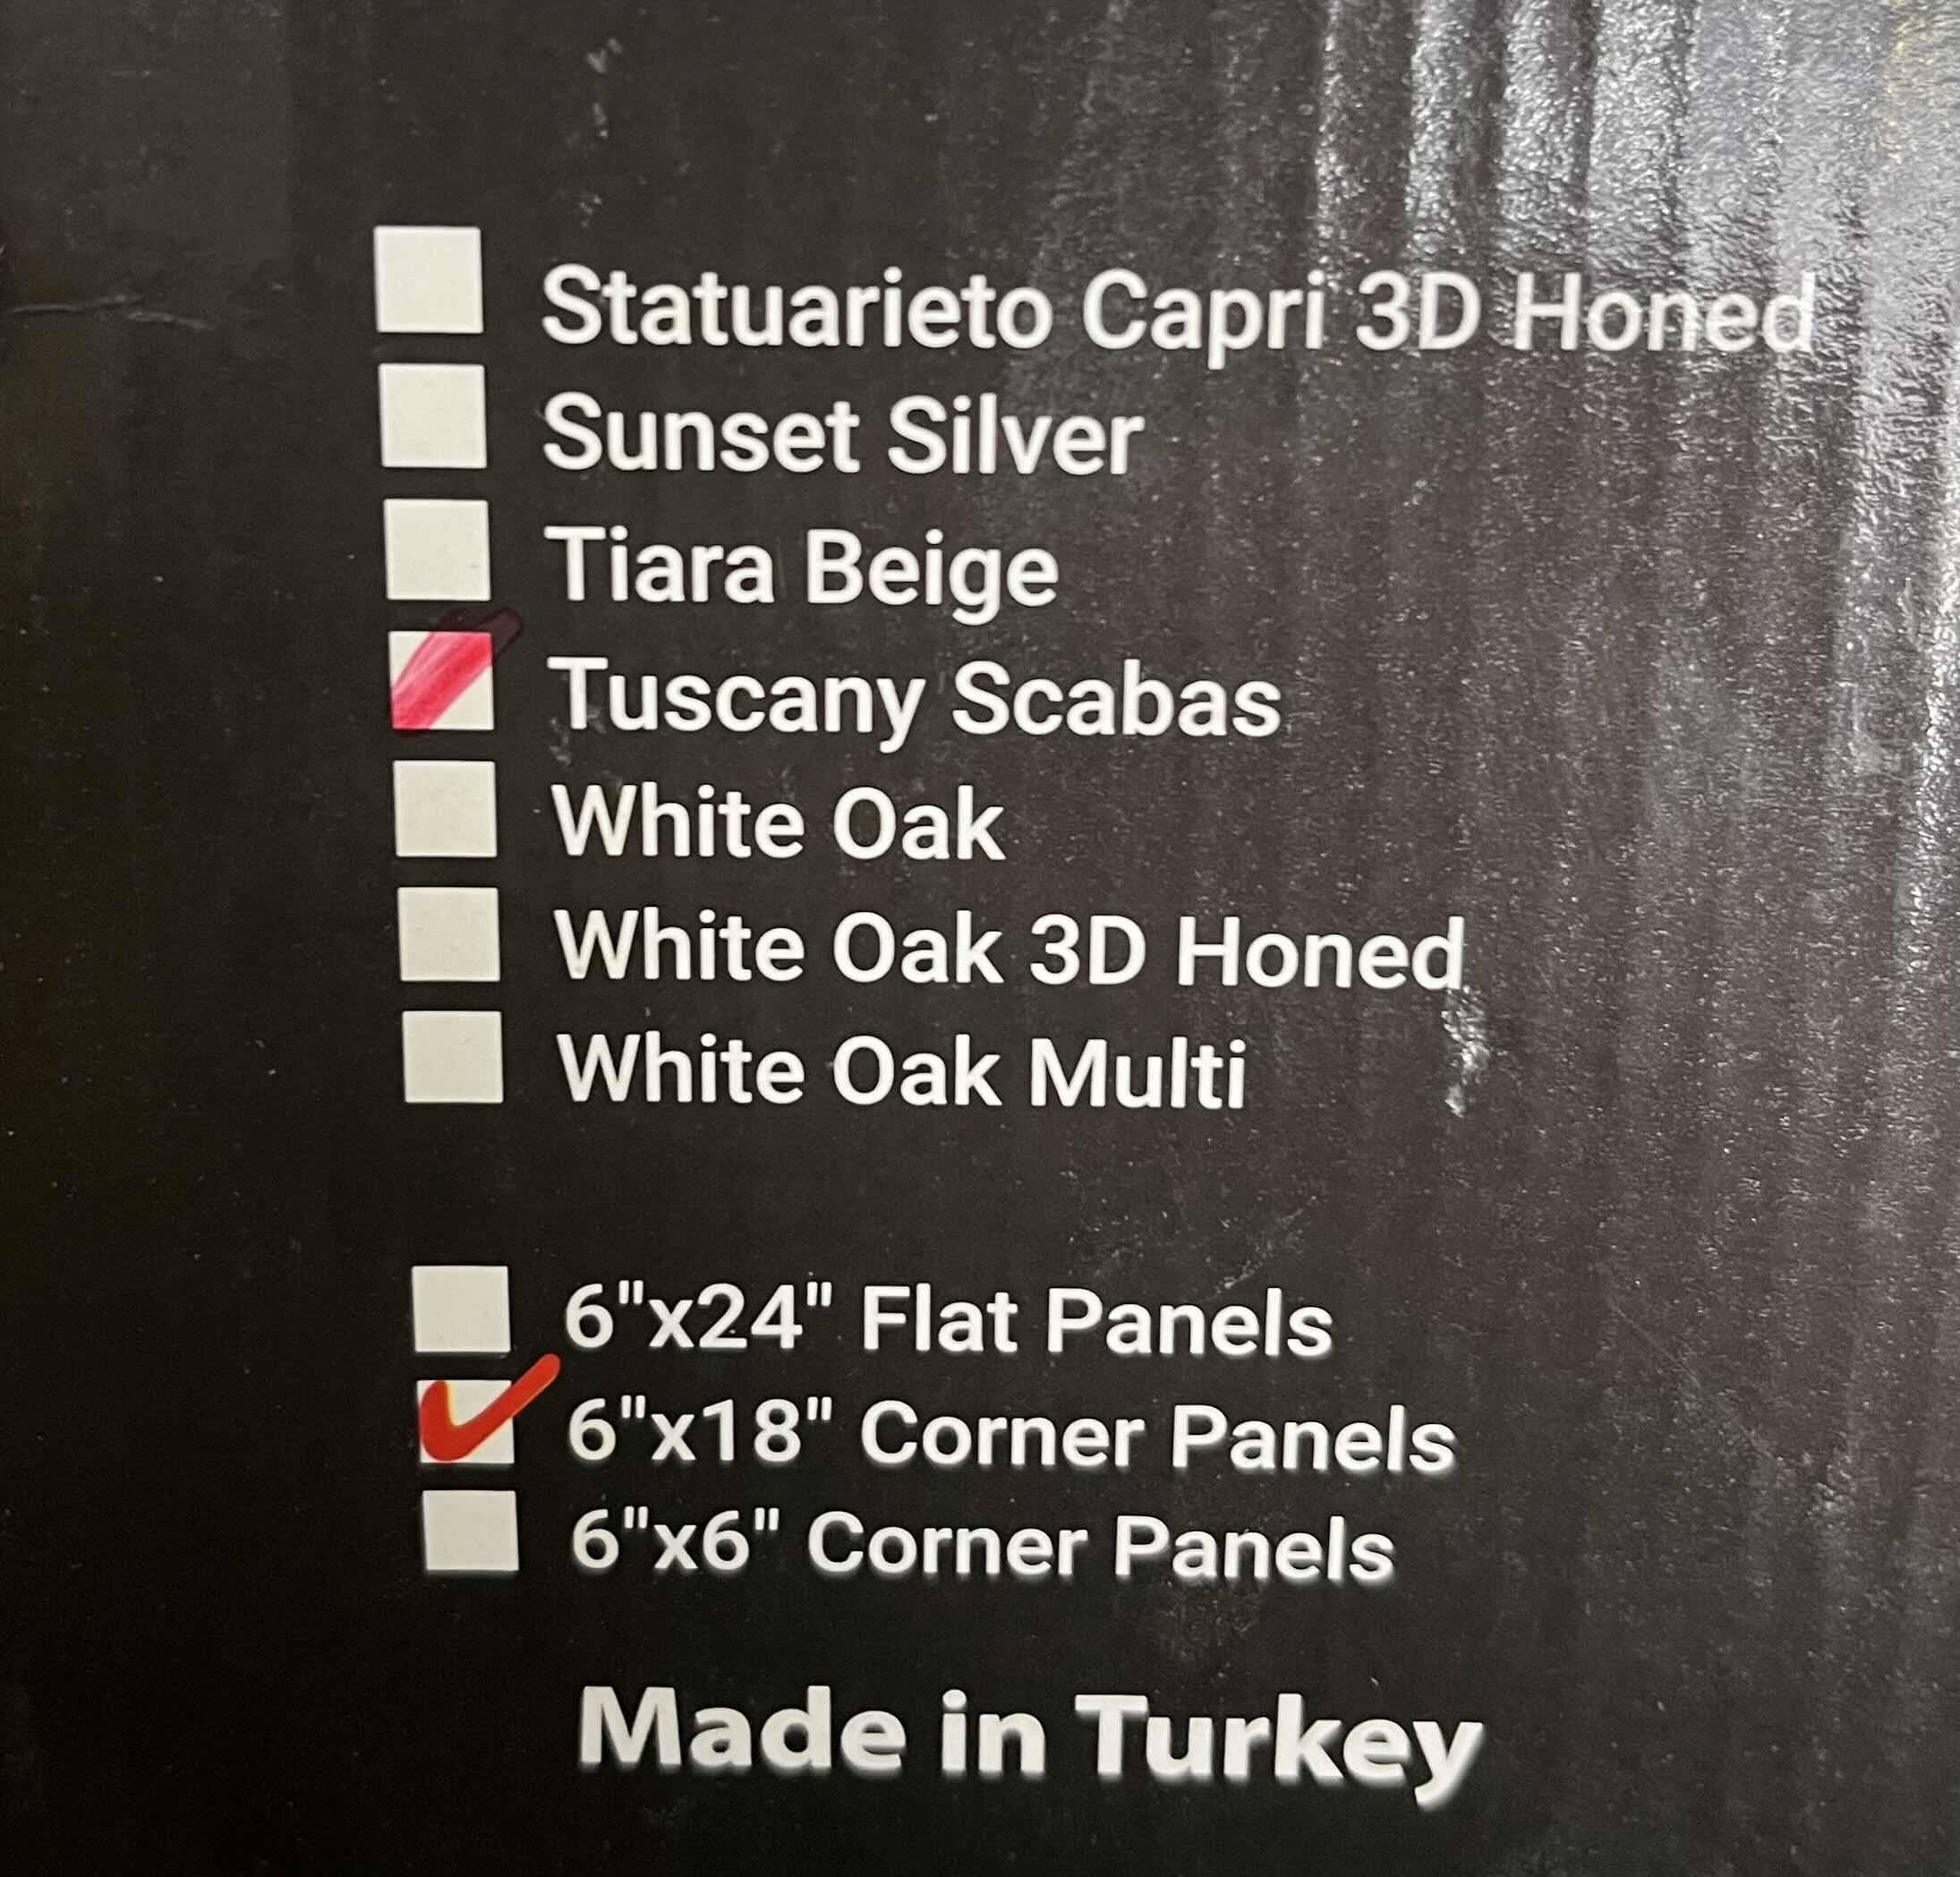 Statuarieto Capri 3D Honed
Sunset Silver
Tiara Beige
Tuscany Scabas
White Oak
White Oak 3D Honed
White Oak Multi
6"x24" Flat Panels
6"x18" Corner Panels
6"x6" Corner Panels
Made in Turkey